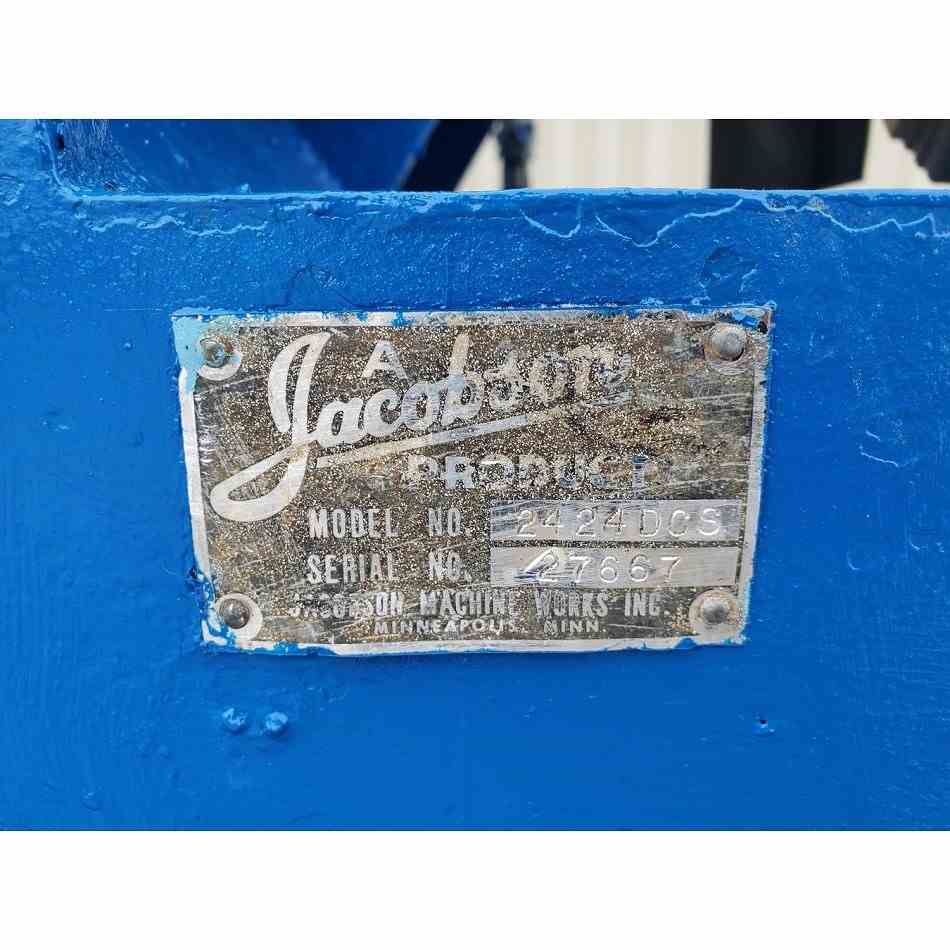 A
Jacobson
PRODUCT
MODEL NO. 2424DCS
SERIAL NO. 27667
JACOBSON MACHINE WORKS INC.
MINNEAPOLIS, MINN.